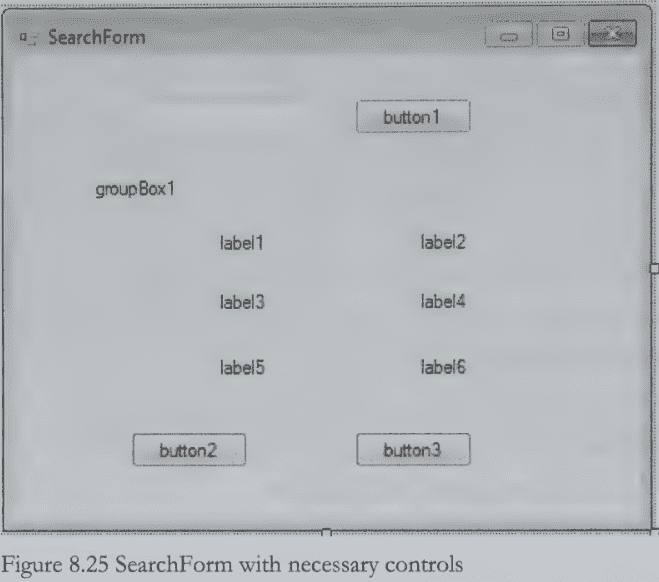 SearchForm
button1
groupBox1
label1 label2
label3 label4
label5 label6
button2 button3
Figure 8.25 SearchForm with necessary controls